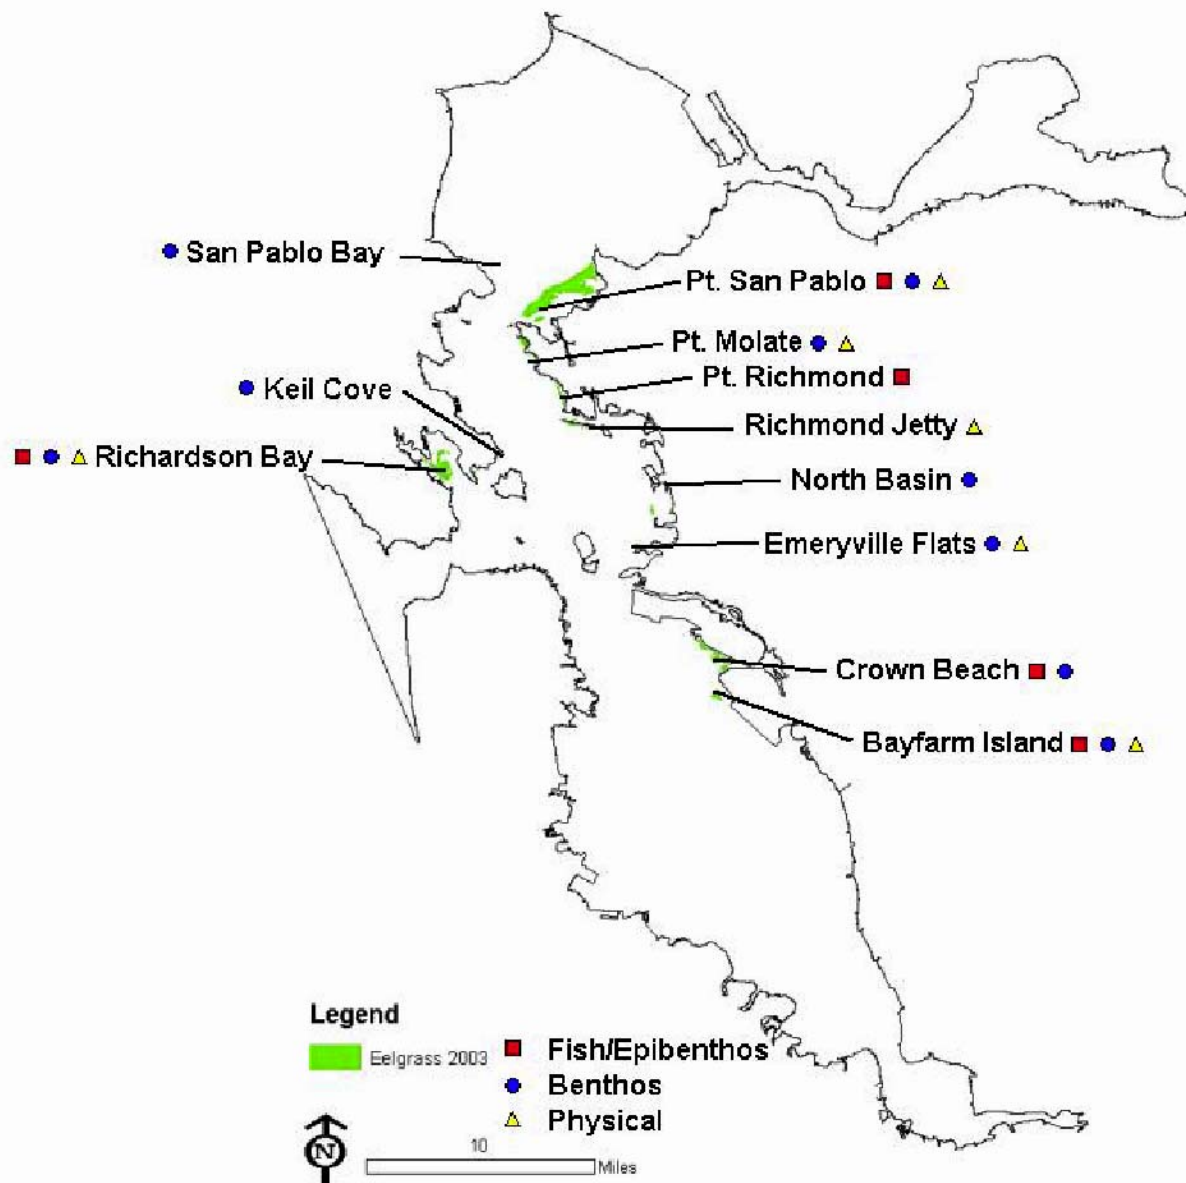 San Pablo Bay
Pt. San Pablo
Pt. Molate
Pt. Richmond
Keil Cove
Richmond Jetty
Richardson Bay
North Basin
Emeryville Flats
Crown Beach
Bayfarm Island
Legend
Eelgrass 2003
Fish/Epibenthos
Benthos
Physical
N
10
Miles